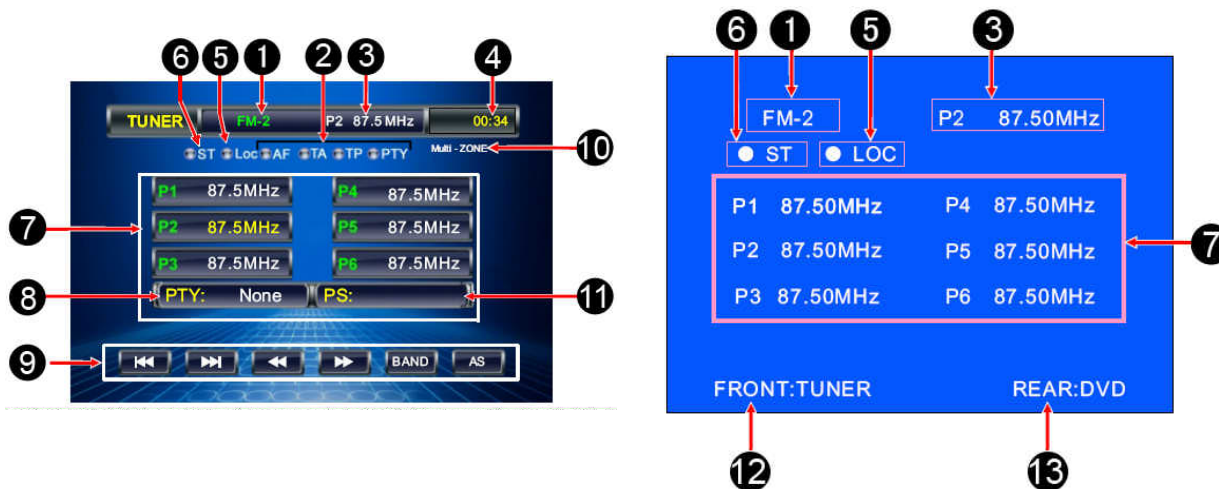 6 5 1 2 3 4
TUNER FM-2 P2 87.5 MHz 00:34
ST Loc AF TA TP PTY Multi - ZONE 10
P1 87.5MHz P4 87.5MHz
7 P2 87.5MHz P5 87.5MHz
P3 87.5MHz P6 87.5MHz
8 PTY: None PS: 11
9 BAND AS
6 1 5 3
FM-2 P2 87.50MHz
ST LOC
P1 87.50MHz P4 87.50MHz
P2 87.50MHz P5 87.50MHz 7
P3 87.50MHz P6 87.50MHz
FRONT:TUNER REAR:DVD
12 13